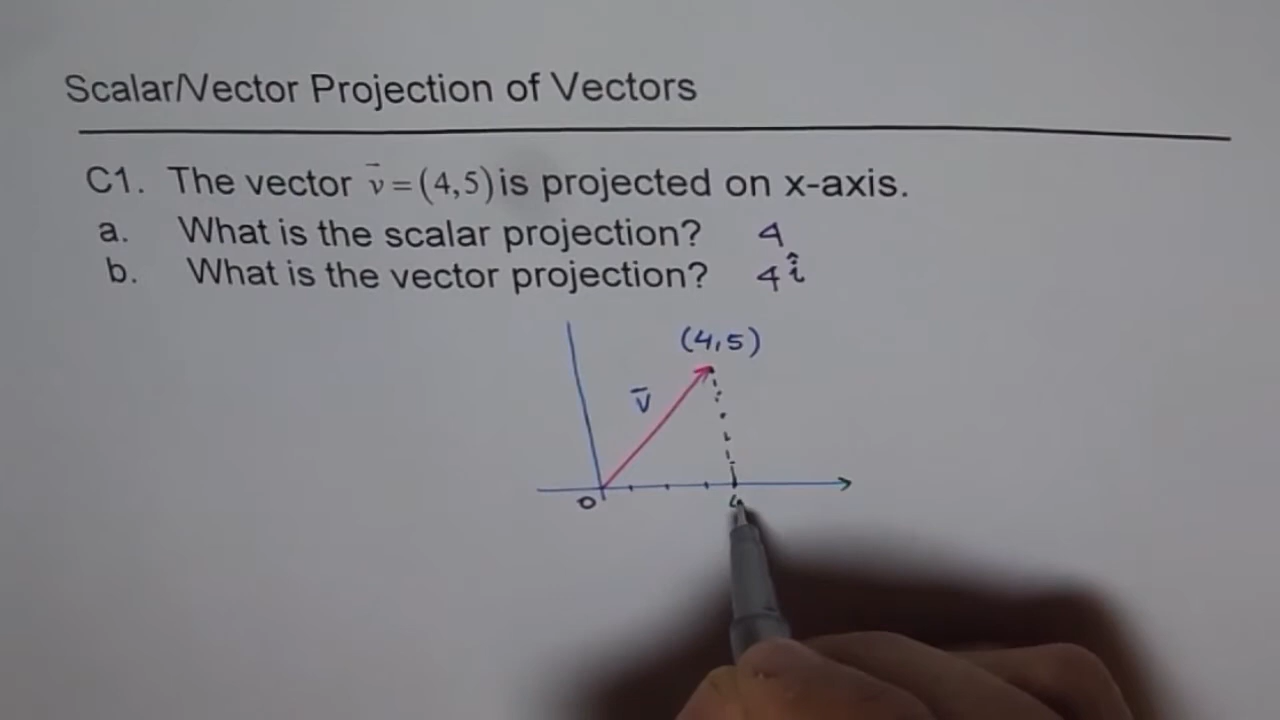 Scalar/Vector Projection of Vectors
C1. The vector v⃗ = (4,5) is projected on x-axis.
a. What is the scalar projection? 4
b. What is the vector projection? 4î
(4,5)
v̄
0